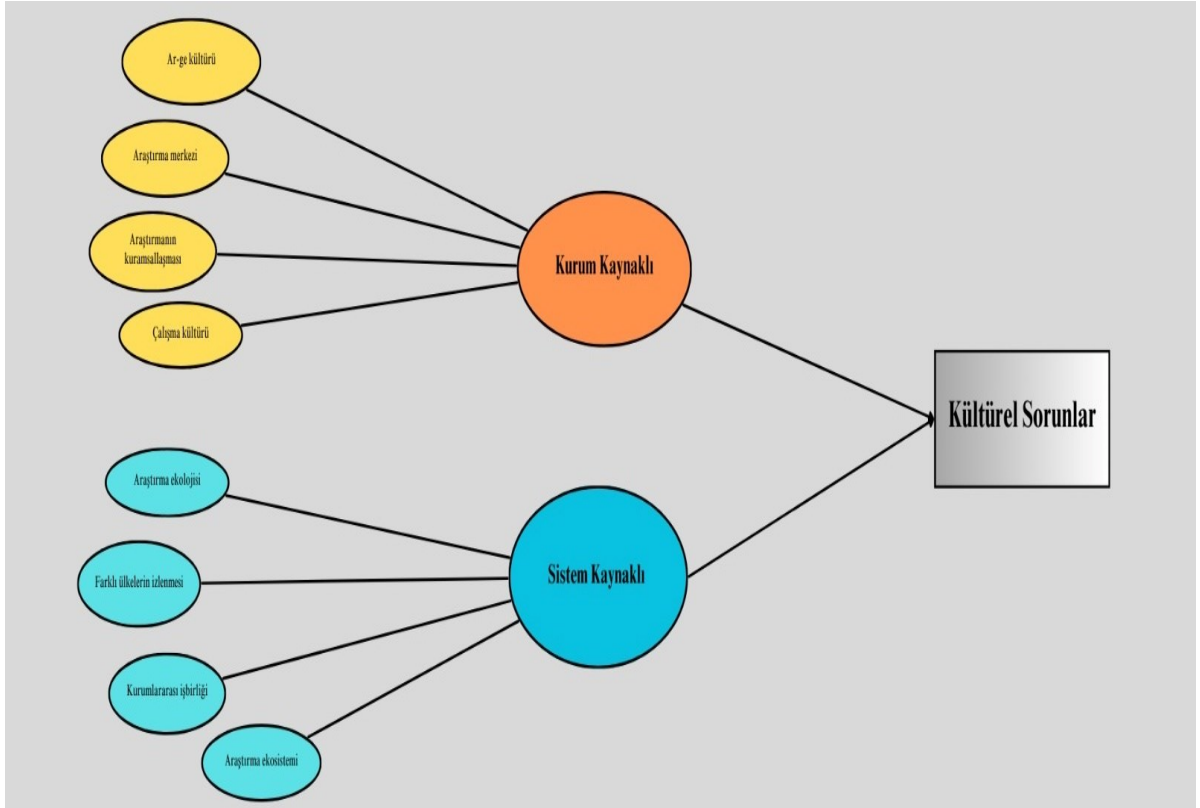 Ar-ge kültürü
Araştırma merkezi
Araştırmanın
kuramsallaşması
Çalışma kültürü
Kurum Kaynaklı
Kültürel Sorunlar
Araştırma ekolojisi
Farklı ülkelerin izlenmesi
Kurumlararası işbirliği
Araştırma ekosistemi
Sistem Kaynaklı